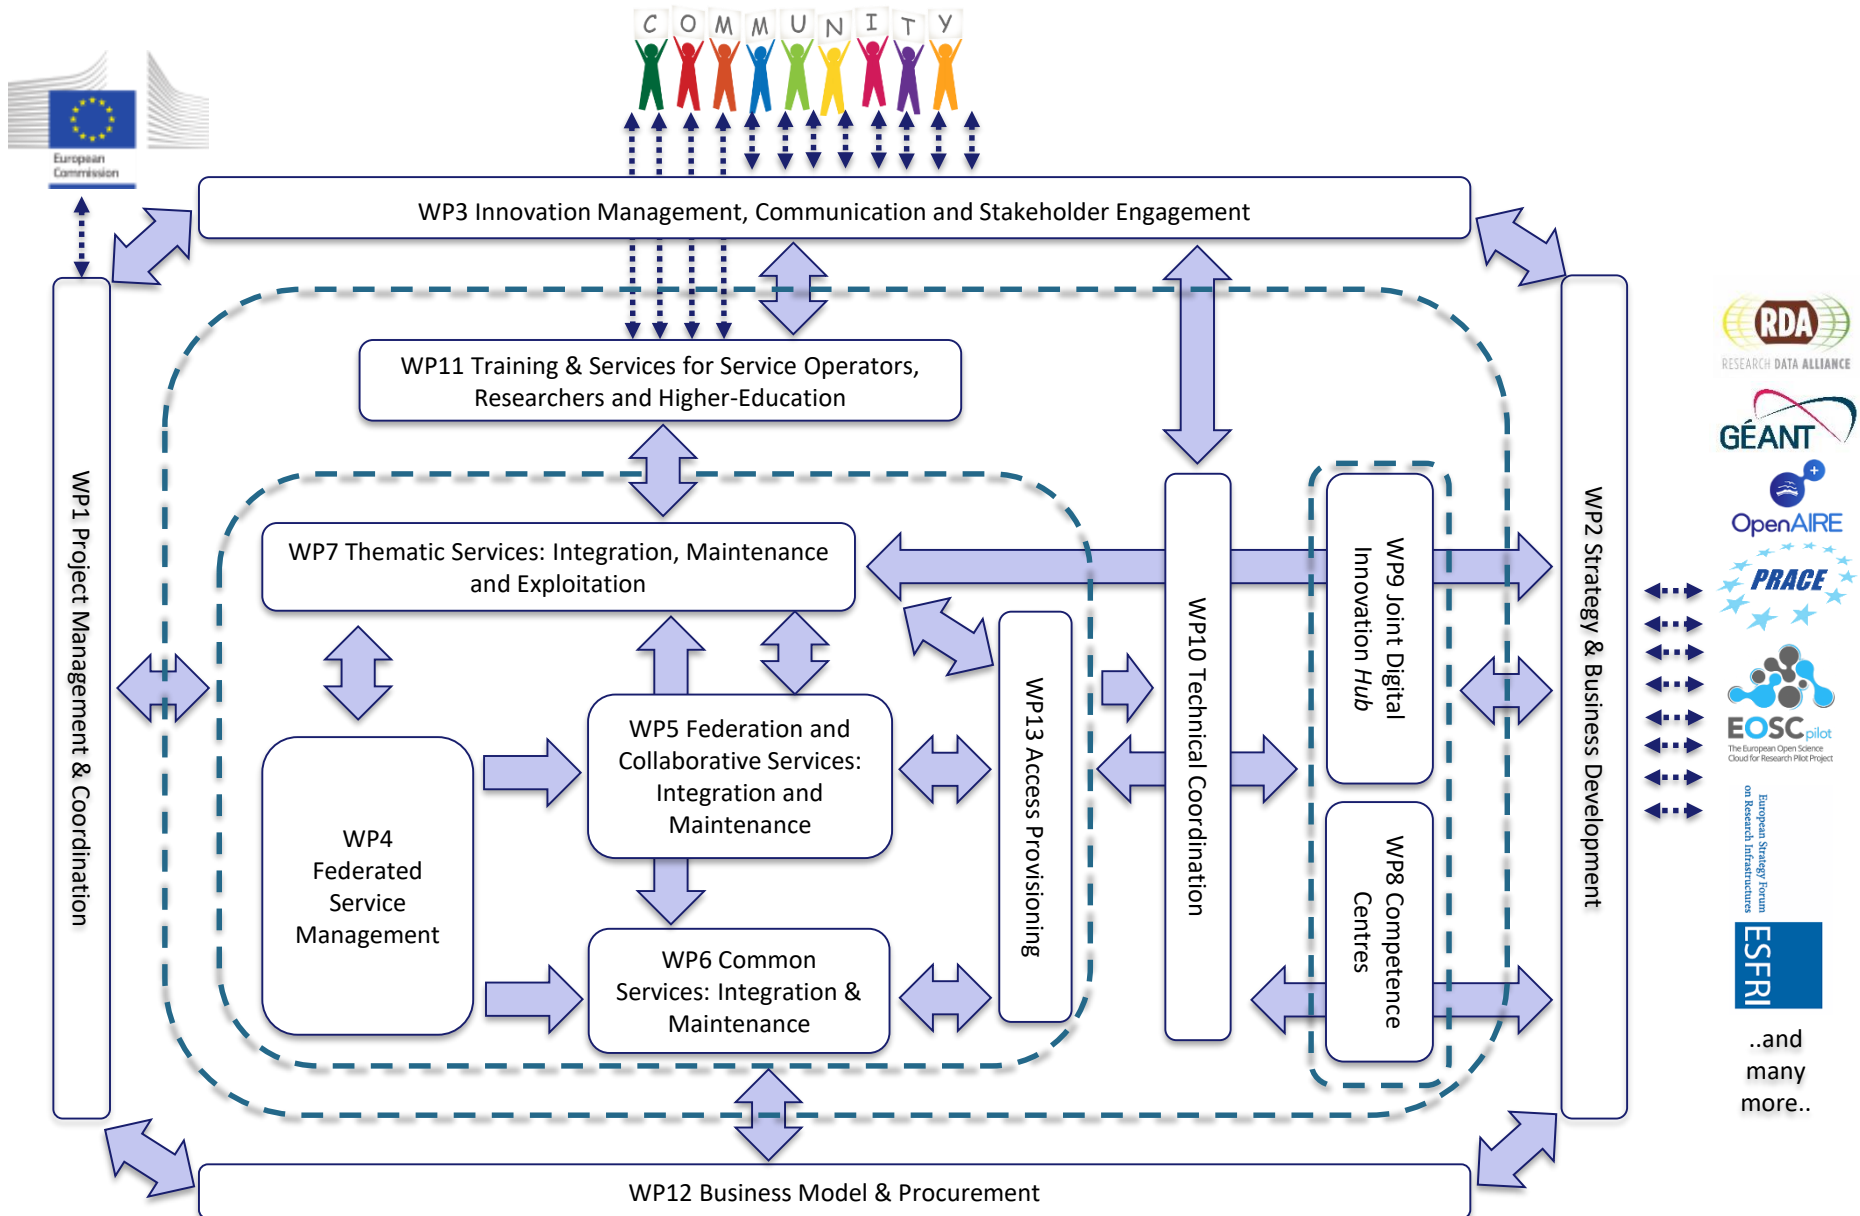 COMMUNITY
European
Commission
WP3 Innovation Management, Communication and Stakeholder Engagement
WP11 Training & Services for Service Operators,
Researchers and Higher-Education
WP1 Project Management & Coordination
WP7 Thematic Services: Integration, Maintenance
and Exploitation
WP4
Federated
Service
Management
WP5 Federation and
Collaborative Services:
Integration and
Maintenance
WP6 Common
Services: Integration &
Maintenance
WP13 Access Provisioning
WP10 Technical Coordination
WP9 Joint Digital
Innovation Hub
WP8 Competence
Centres
WP2 Strategy & Business Development
WP12 Business Model & Procurement
RDA
RESEARCH DATA ALLIANCE
GÉANT
OpenAIRE
PRACE
EOSCpilot
The European Open Science
Cloud for Research Pilot Project
European Strategy Forum
on Research Infrastructures
ESFRI
..and
many
more..